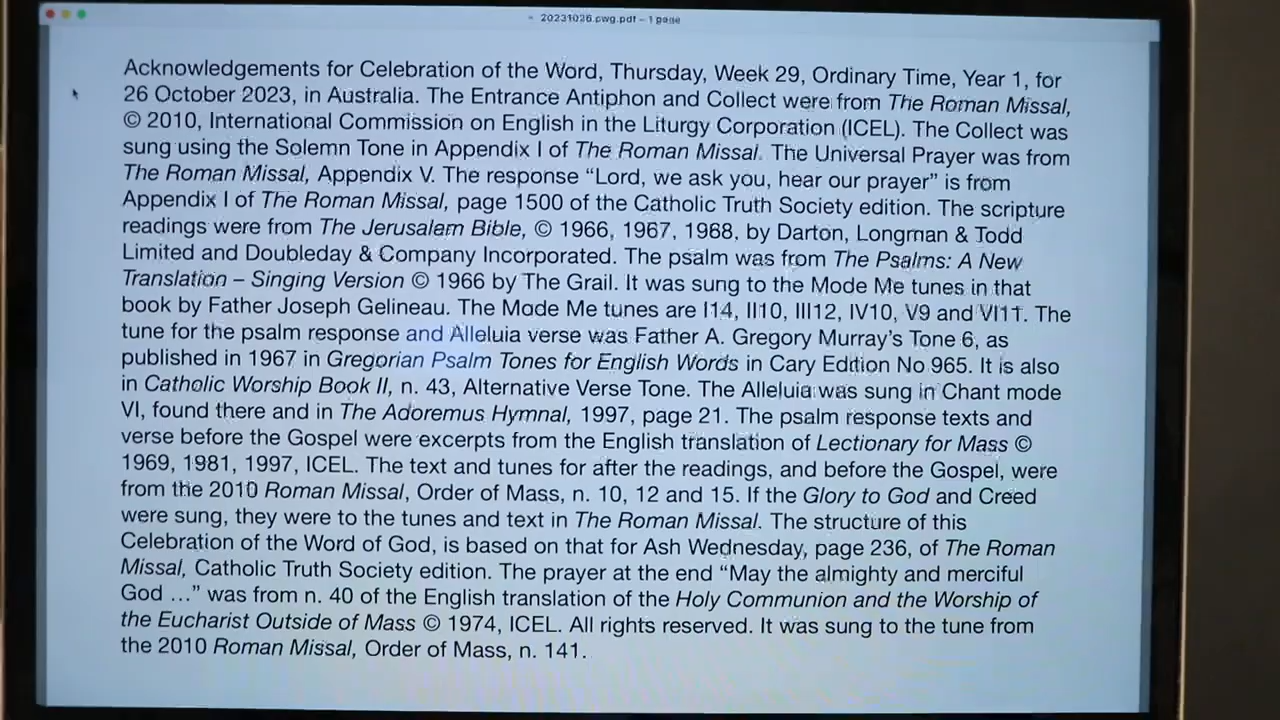 20231026.cwg.pdf – 1 page
Acknowledgements for Celebration of the Word, Thursday, Week 29, Ordinary Time, Year 1, for
26 October 2023, in Australia. The Entrance Antiphon and Collect were from The Roman Missal,
© 2010, International Commission on English in the Liturgy Corporation (ICEL). The Collect was
sung using the Solemn Tone in Appendix I of The Roman Missal. The Universal Prayer was from
The Roman Missal, Appendix V. The response “Lord, we ask you, hear our prayer” is from
Appendix I of The Roman Missal, page 1500 of the Catholic Truth Society edition. The scripture
readings were from The Jerusalem Bible, © 1966, 1967, 1968, by Darton, Longman & Todd
Limited and Doubleday & Company Incorporated. The psalm was from The Psalms: A New
Translation – Singing Version © 1966 by The Grail. It was sung to the Mode Me tunes in that
book by Father Joseph Gelineau. The Mode Me tunes are I14, II10, III12, IV10, V9 and VI11. The
tune for the psalm response and Alleluia verse was Father A. Gregory Murray’s Tone 6, as
published in 1967 in Gregorian Psalm Tones for English Words in Cary Edition No 965. It is also
in Catholic Worship Book II, n. 43, Alternative Verse Tone. The Alleluia was sung in Chant mode
VI, found there and in The Adoremus Hymnal, 1997, page 21. The psalm response texts and
verse before the Gospel were excerpts from the English translation of Lectionary for Mass ©
1969, 1981, 1997, ICEL. The text and tunes for after the readings, and before the Gospel, were
from the 2010 Roman Missal, Order of Mass, n. 10, 12 and 15. If the Glory to God and Creed
were sung, they were to the tunes and text in The Roman Missal. The structure of this
Celebration of the Word of God, is based on that for Ash Wednesday, page 236, of The Roman
Missal, Catholic Truth Society edition. The prayer at the end “May the almighty and merciful
God …” was from n. 40 of the English translation of the Holy Communion and the Worship of
the Eucharist Outside of Mass © 1974, ICEL. All rights reserved. It was sung to the tune from
the 2010 Roman Missal, Order of Mass, n. 141.